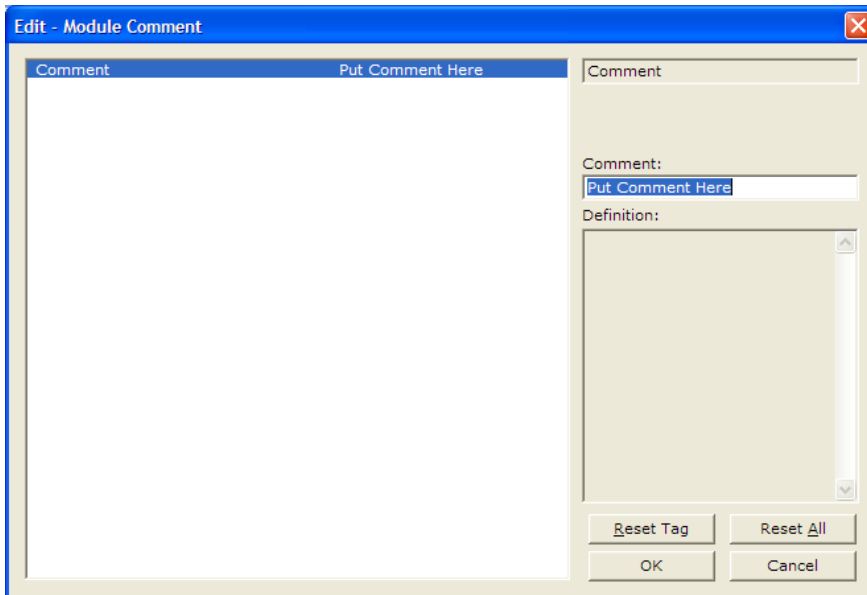 Edit - Module Comment
Comment Put Comment Here
Comment
Comment:
Put Comment Here
Definition:
Reset Tag Reset All
OK Cancel